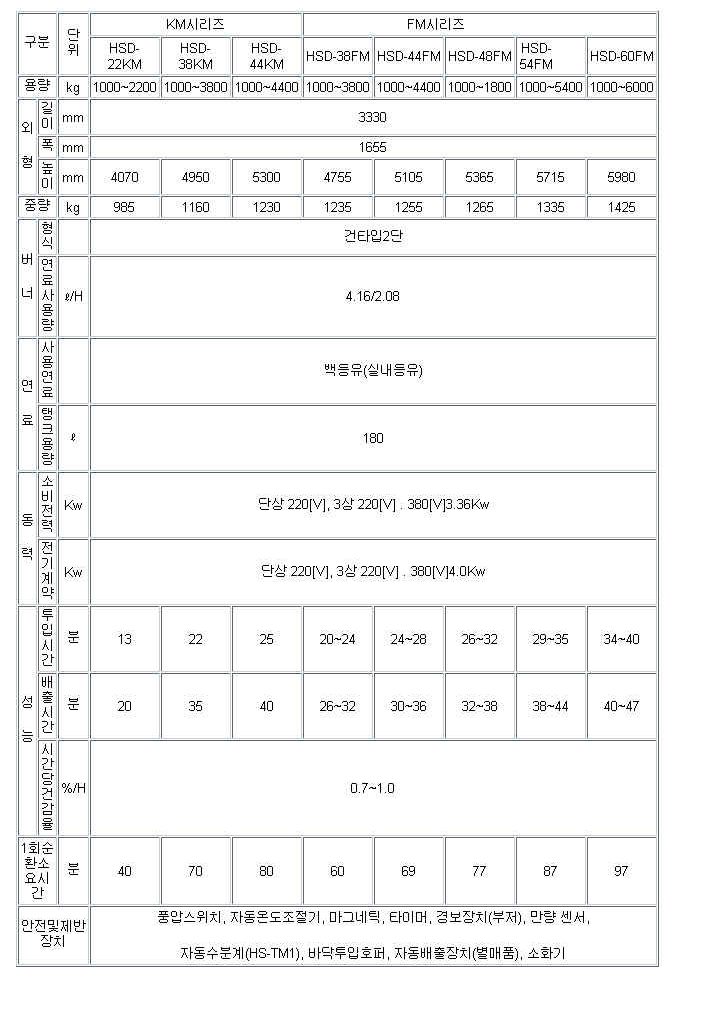 구분 단위 KM시리즈 FM시리즈
HSD-22KM HSD-38KM HSD-44KM HSD-38FM HSD-44FM HSD-48FM HSD-54FM HSD-60FM
용량 kg 1000~2200 1000~3800 1000~4400 1000~3800 1000~4400 1000~1800 1000~5400 1000~6000
외형 길이 mm 3330
폭 mm 1655
높이 mm 4070 4950 5300 4755 5105 5365 5715 5980
중량 kg 985 1160 1230 1235 1255 1265 1335 1425
버너 형식 건타입2단
연료사용량 ℓ/H 4.16/2.08
연료 사용연료 백등유(실내등유)
탱크용량 ℓ 180
동력 소비전력 Kw 단상 220[V], 3상 220[V] . 380[V]3.36Kw
전기계약 Kw 단상 220[V], 3상 220[V] . 380[V]4.0Kw
성능 투입시간 분 13 22 25 20~24 24~28 26~32 29~35 34~40
배출시간 분 20 35 40 26~32 30~36 32~38 38~44 40~47
시간당건감율 %/H 0.7~1.0
1회순환소요시간 분 40 70 80 60 69 77 87 97
안전및제반장치 풍압스위치, 자동온도조절기, 마그네틱, 타이머, 경보장치(부저), 만량 센서,
자동수분계(HS-TM1), 바닥투입호퍼, 자동배출장치(별매품), 소화기